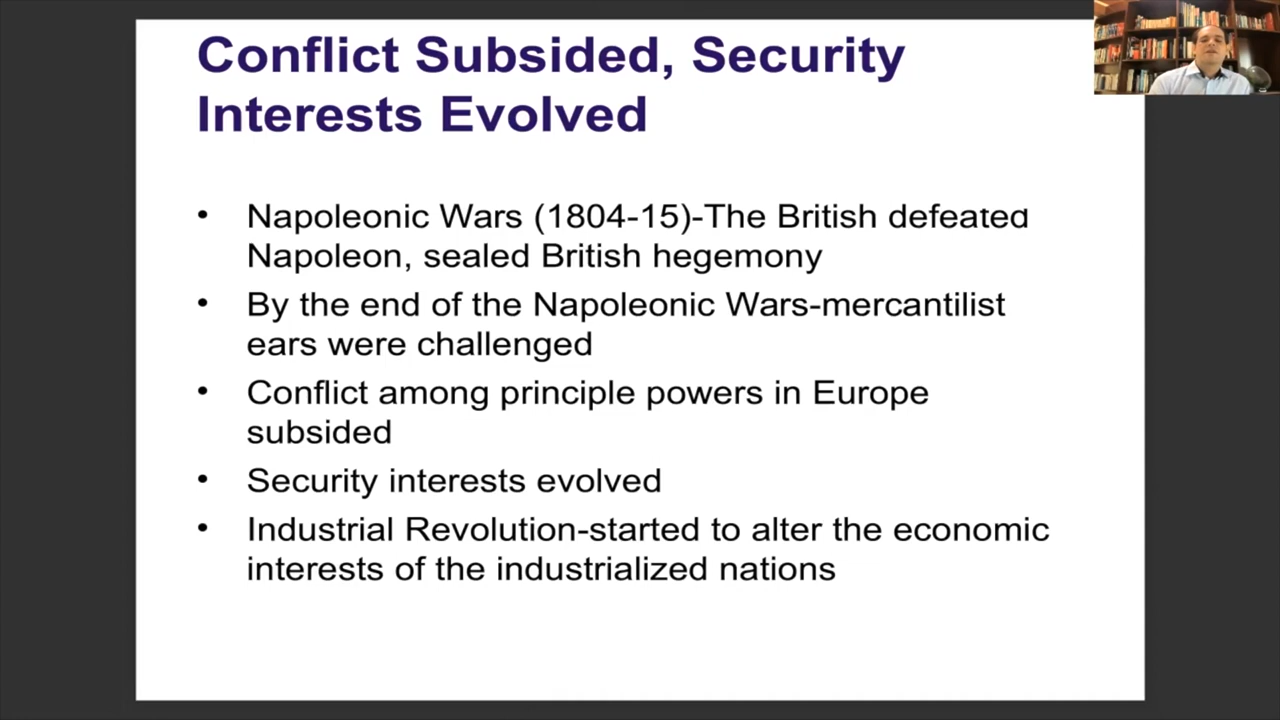 Conflict Subsided, Security
Interests Evolved
• Napoleonic Wars (1804-15)-The British defeated
Napoleon, sealed British hegemony
• By the end of the Napoleonic Wars-mercantilist
ears were challenged
• Conflict among principle powers in Europe
subsided
• Security interests evolved
• Industrial Revolution-started to alter the economic
interests of the industrialized nations